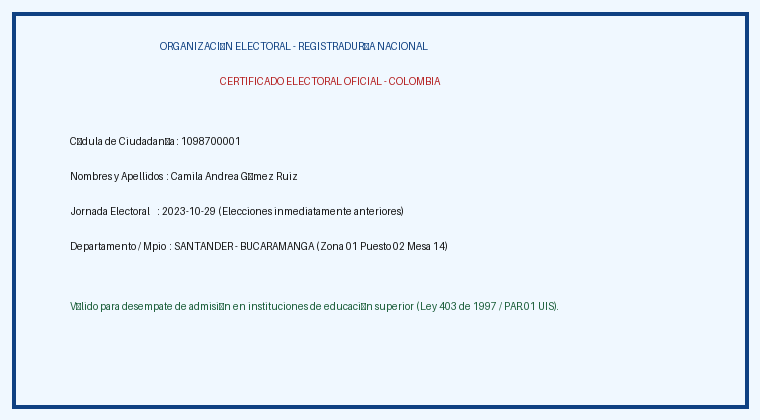 ORGANIZACI▯N ELECTORAL - REGISTRADUR▯A NACIONAL
CERTIFICADO ELECTORAL OFICIAL - COLOMBIA
C▯dula de Ciudadan▯a : 1098700001
Nombres y Apellidos : Camila Andrea G▯mez Ruiz
Jornada Electoral : 2023-10-29 (Elecciones inmediatamente anteriores)
Departamento / Mpio : SANTANDER - BUCARAMANGA (Zona 01 Puesto 02 Mesa 14)
V▯lido para desempate de admisi▯n en instituciones de educaci▯n superior (Ley 403 de 1997 / PAR.01 UIS).